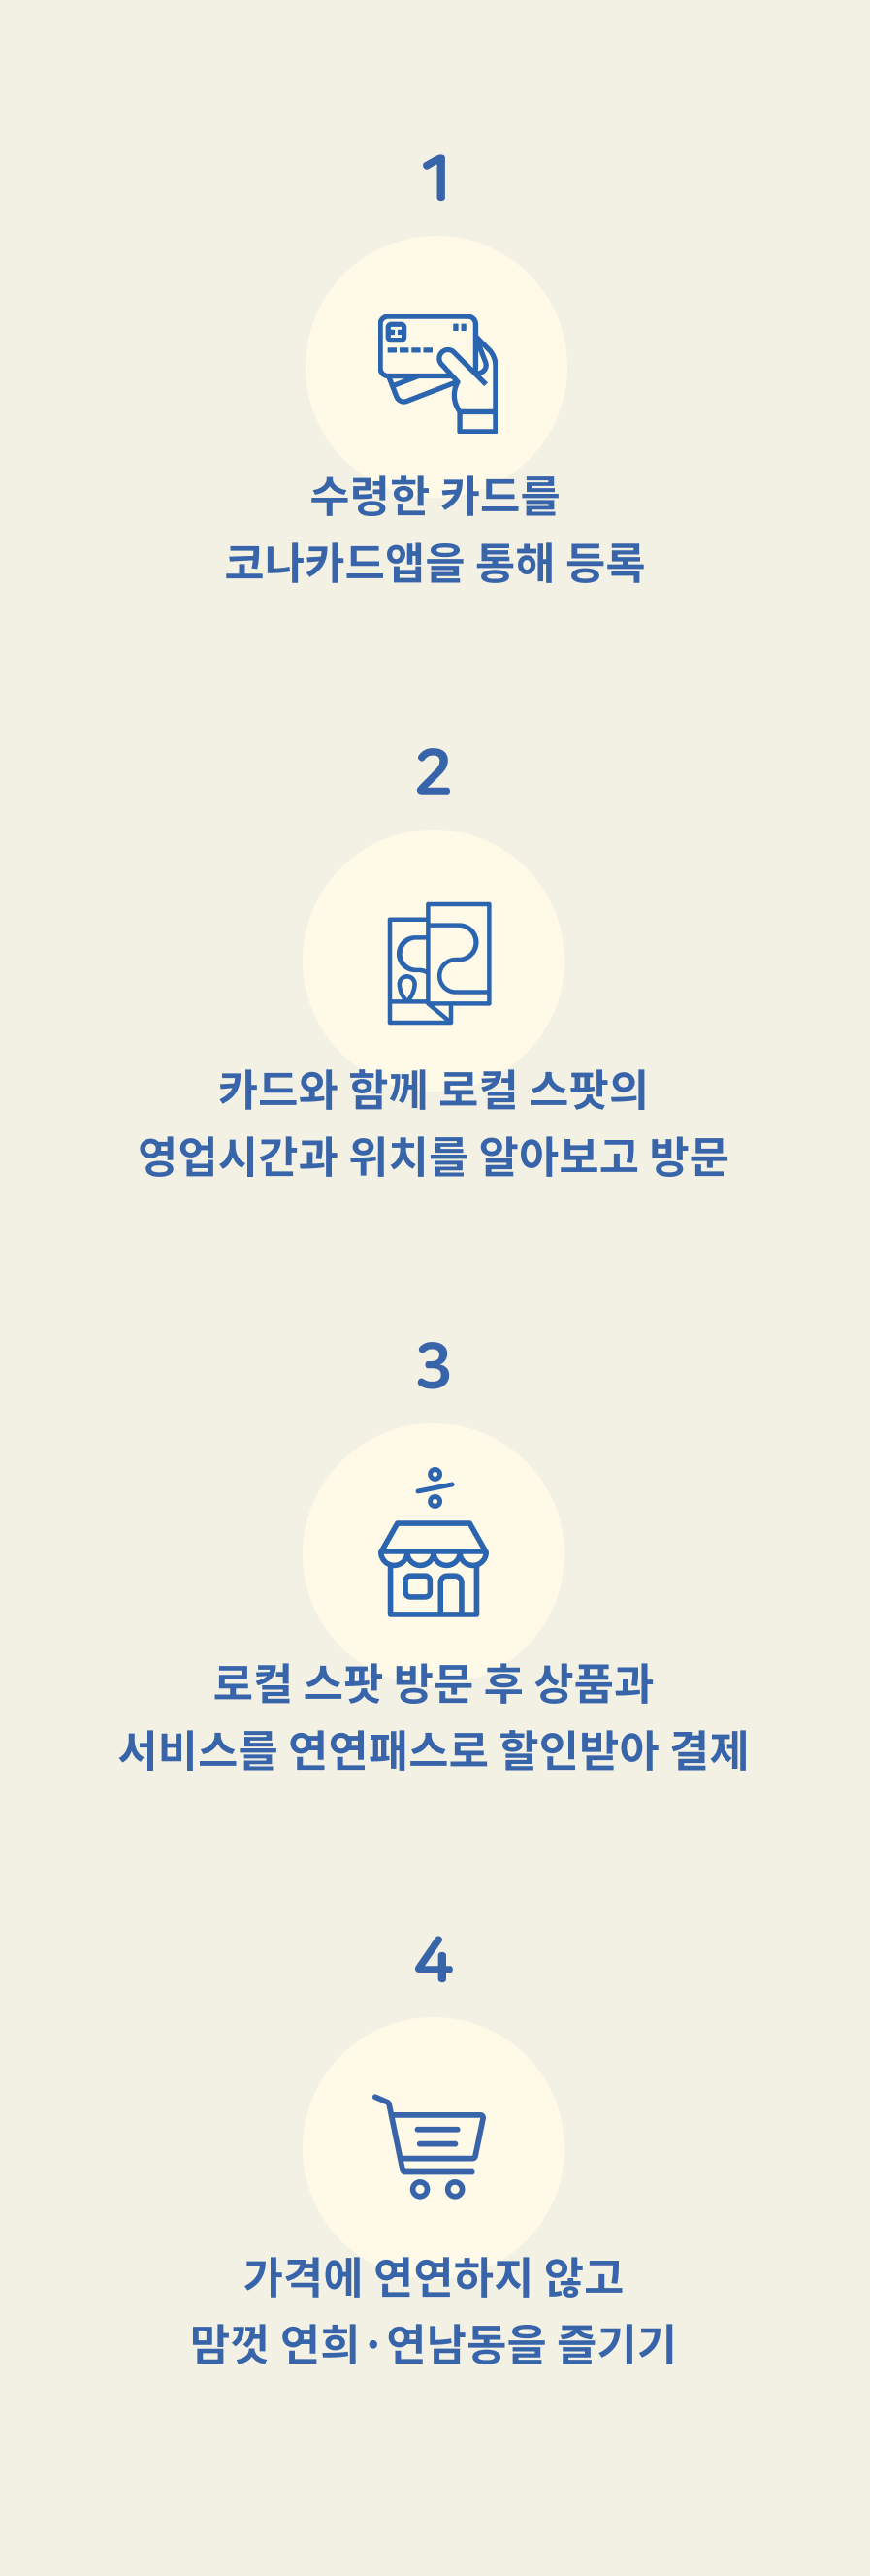 1
수령한 카드를
코나카드앱을 통해 등록
2
카드와 함께 로컬 스팟의
영업시간과 위치를 알아보고 방문
3
로컬 스팟 방문 후 상품과
서비스를 연연패스로 할인받아 결제
4
가격에 연연하지 않고
맘껏 연희·연남동을 즐기기